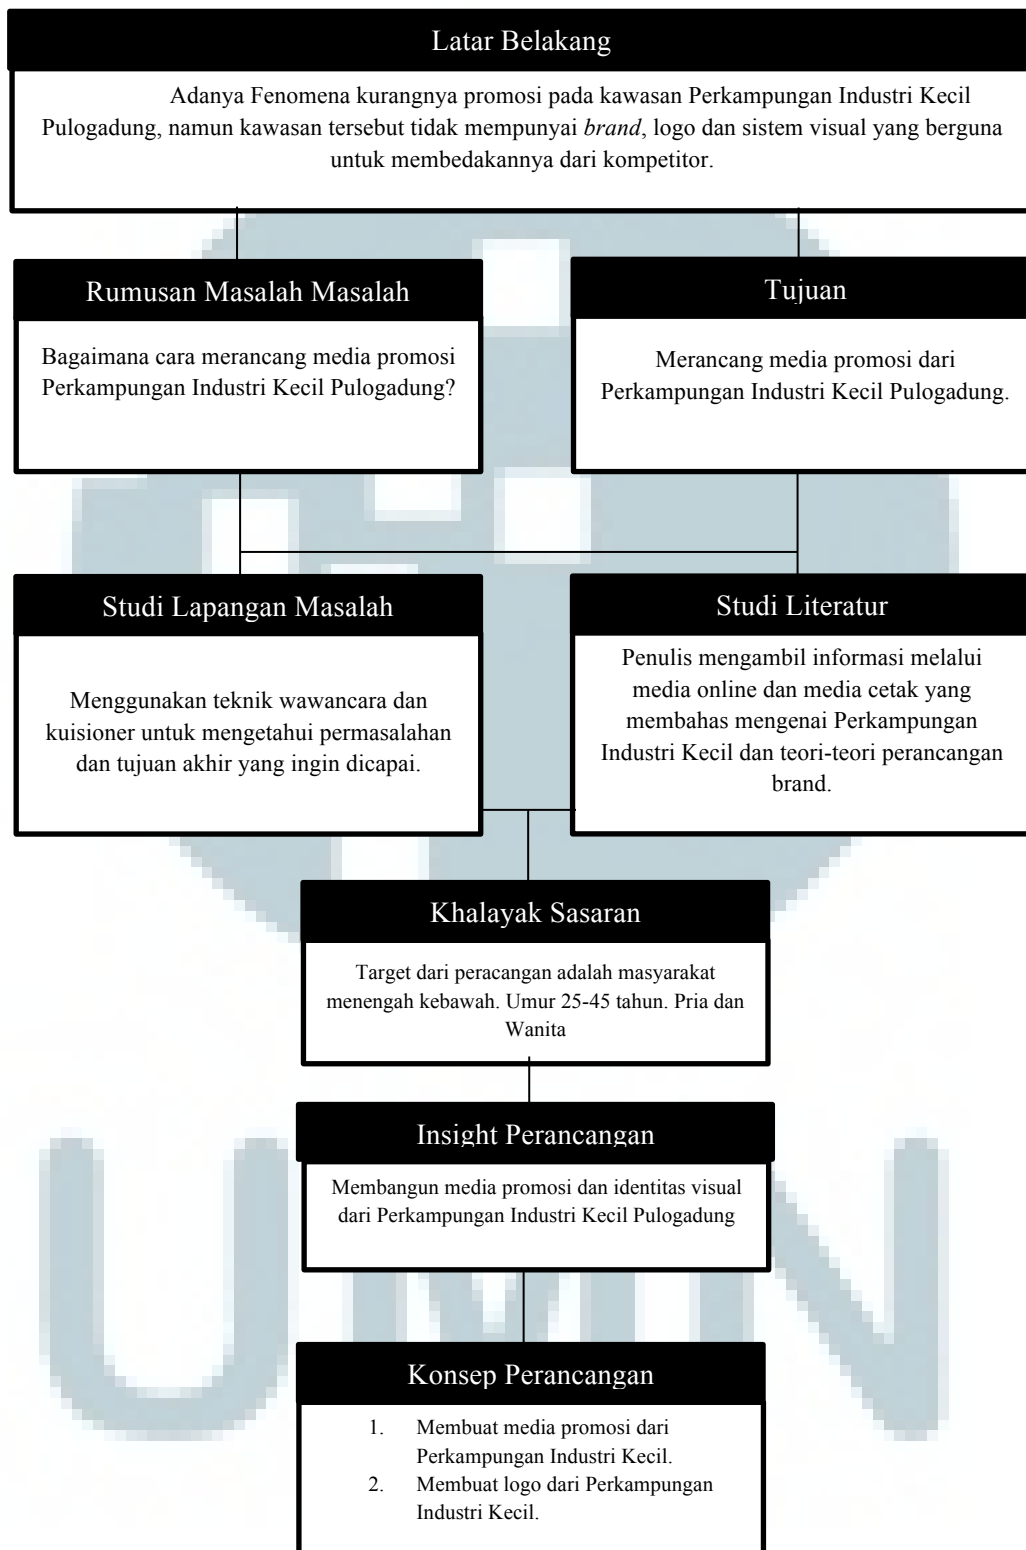 Latar Belakang
Adanya Fenomena kurangnya promosi pada kawasan Perkampungan Industri Kecil
Pulogadung, namun kawasan tersebut tidak mempunyai brand, logo dan sistem visual yang berguna
untuk membedakannya dari kompetitor.
Rumusan Masalah Masalah
Bagaimana cara merancang media promosi
Perkampungan Industri Kecil Pulogadung?
Tujuan
Merancang media promosi dari
Perkampungan Industri Kecil Pulogadung.
Studi Lapangan Masalah
Menggunakan teknik wawancara dan
kuisioner untuk mengetahui permasalahan
dan tujuan akhir yang ingin dicapai.
Studi Literatur
Penulis mengambil informasi melalui
media online dan media cetak yang
membahas mengenai Perkampungan
Industri Kecil dan teori-teori perancangan
brand.
Khalayak Sasaran
Target dari peracangan adalah masyarakat
menengah kebawah. Umur 25-45 tahun. Pria dan
Wanita
Insight Perancangan
Membangun media promosi dan identitas visual
dari Perkampungan Industri Kecil Pulogadung
Konsep Perancangan
1. Membuat media promosi dari
Perkampungan Industri Kecil.
2. Membuat logo dari Perkampungan
Industri Kecil.
UMN